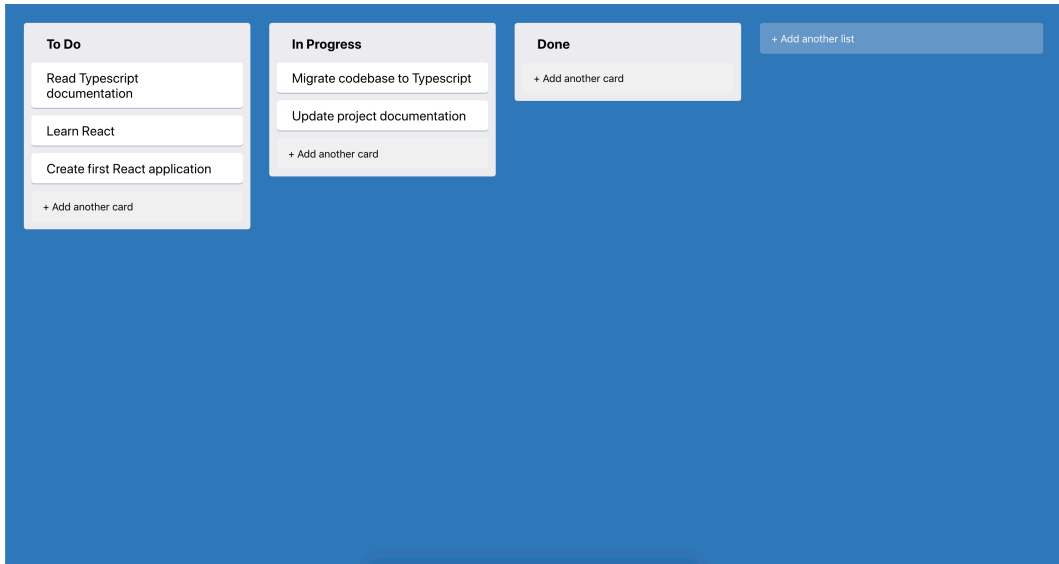 To Do
Read Typescript
documentation
Learn React
Create first React application
+ Add another card
In Progress
Migrate codebase to Typescript
Update project documentation
+ Add another card
Done
+ Add another card
+ Add another list